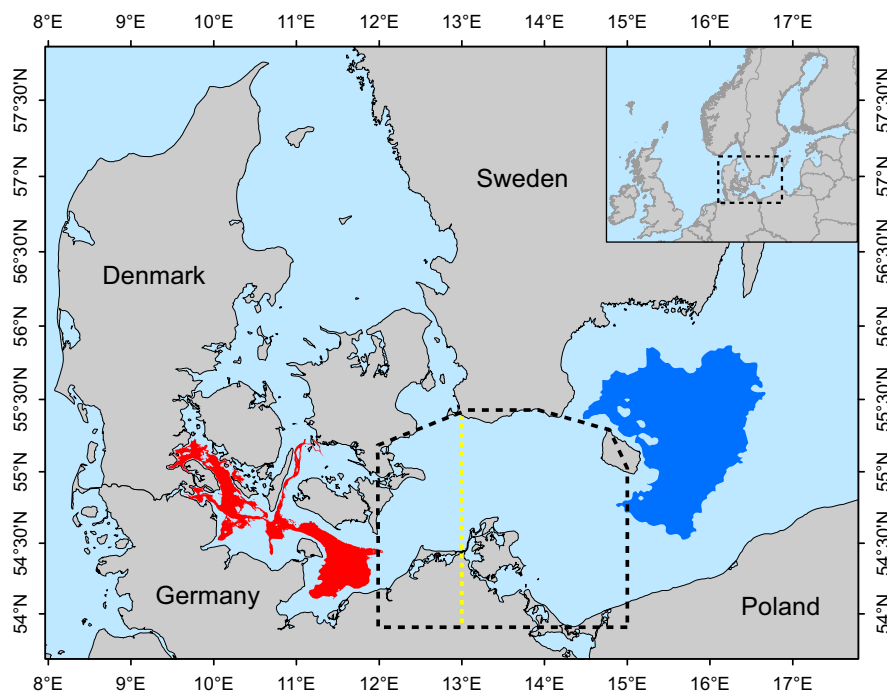 8°E 9°E 10°E 11°E 12°E 13°E 14°E 15°E 16°E 17°E
57°30'N 57°30'N
57°N 57°N
Sweden
56°30'N 56°30'N
Denmark
56°N 56°N
55°30'N 55°30'N
55°N 55°N
54°30'N 54°30'N
Germany
Poland
54°N 54°N
8°E 9°E 10°E 11°E 12°E 13°E 14°E 15°E 16°E 17°E